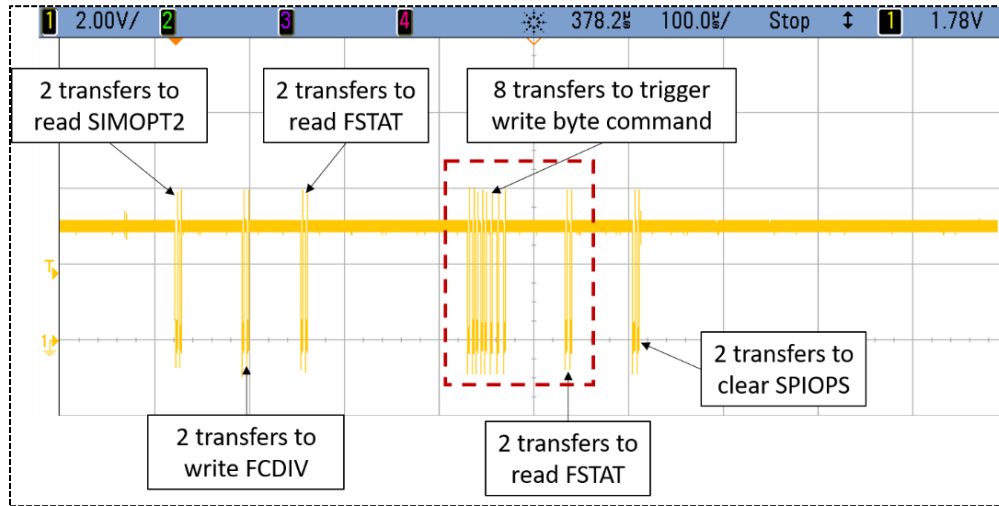 1 2.00V/ 2 3 4 378.2µs 100.0µs/ Stop 1 1.78V
2 transfers to
read SIMOPT2
2 transfers to
read FSTAT
8 transfers to trigger
write byte command
T
1
2 transfers to
clear SPIOPS
2 transfers to
write FCDIV
2 transfers to
read FSTAT